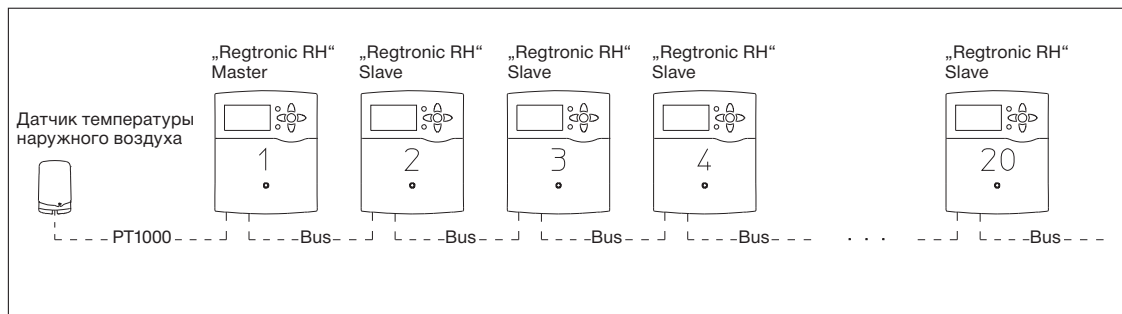 „Regtronic RH“
Master
„Regtronic RH“
Slave
„Regtronic RH“
Slave
„Regtronic RH“
Slave
„Regtronic RH“
Slave
Датчик температуры
наружного воздуха
1
2
3
4
20
PT1000
Bus
Bus
Bus
Bus
. . .
Bus